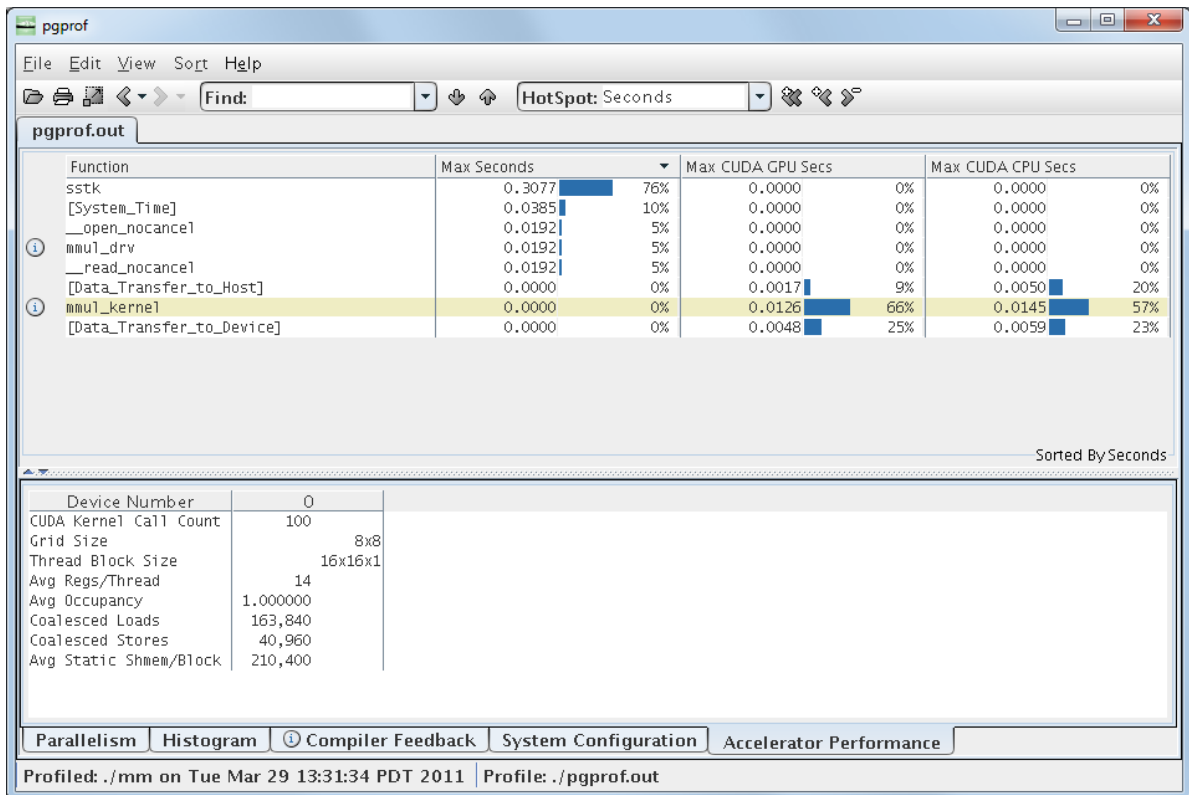 pgprof
File Edit View Sort Help
Find: HotSpot: Seconds
pgprof.out
Function Max Seconds Max CUDA GPU Secs Max CUDA CPU Secs
sstk 0.3077 76% 0.0000 0% 0.0000 0%
[System_Time] 0.0385 10% 0.0000 0% 0.0000 0%
__open_nocancel 0.0192 5% 0.0000 0% 0.0000 0%
mmul_drv 0.0192 5% 0.0000 0% 0.0000 0%
__read_nocancel 0.0192 5% 0.0000 0% 0.0000 0%
[Data_Transfer_to_Host] 0.0000 0% 0.0017 9% 0.0050 20%
mmul_kernel 0.0000 0% 0.0126 66% 0.0145 57%
[Data_Transfer_to_Device] 0.0000 0% 0.0048 25% 0.0059 23%
Sorted By Seconds
Device Number 0
CUDA Kernel Call Count 100
Grid Size 8x8
Thread Block Size 16x16x1
Avg Regs/Thread 14
Avg Occupancy 1.000000
Coalesced Loads 163,840
Coalesced Stores 40,960
Avg Static Shmem/Block 210,400
Parallelism Histogram Compiler Feedback System Configuration Accelerator Performance
Profiled: ./mm on Tue Mar 29 13:31:34 PDT 2011 Profile: ./pgprof.out